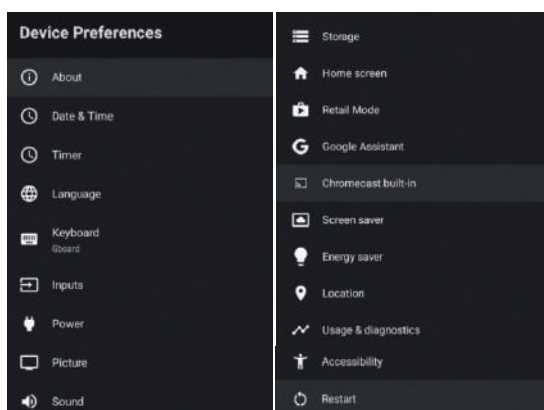 Device Preferences
About
Date & Time
Timer
Language
Keyboard
Gboard
Inputs
Power
Picture
Sound
Storage
Home screen
Retail Mode
Google Assistant
Chromecast built-in
Screen saver
Energy saver
Location
Usage & diagnostics
Accessibility
Restart